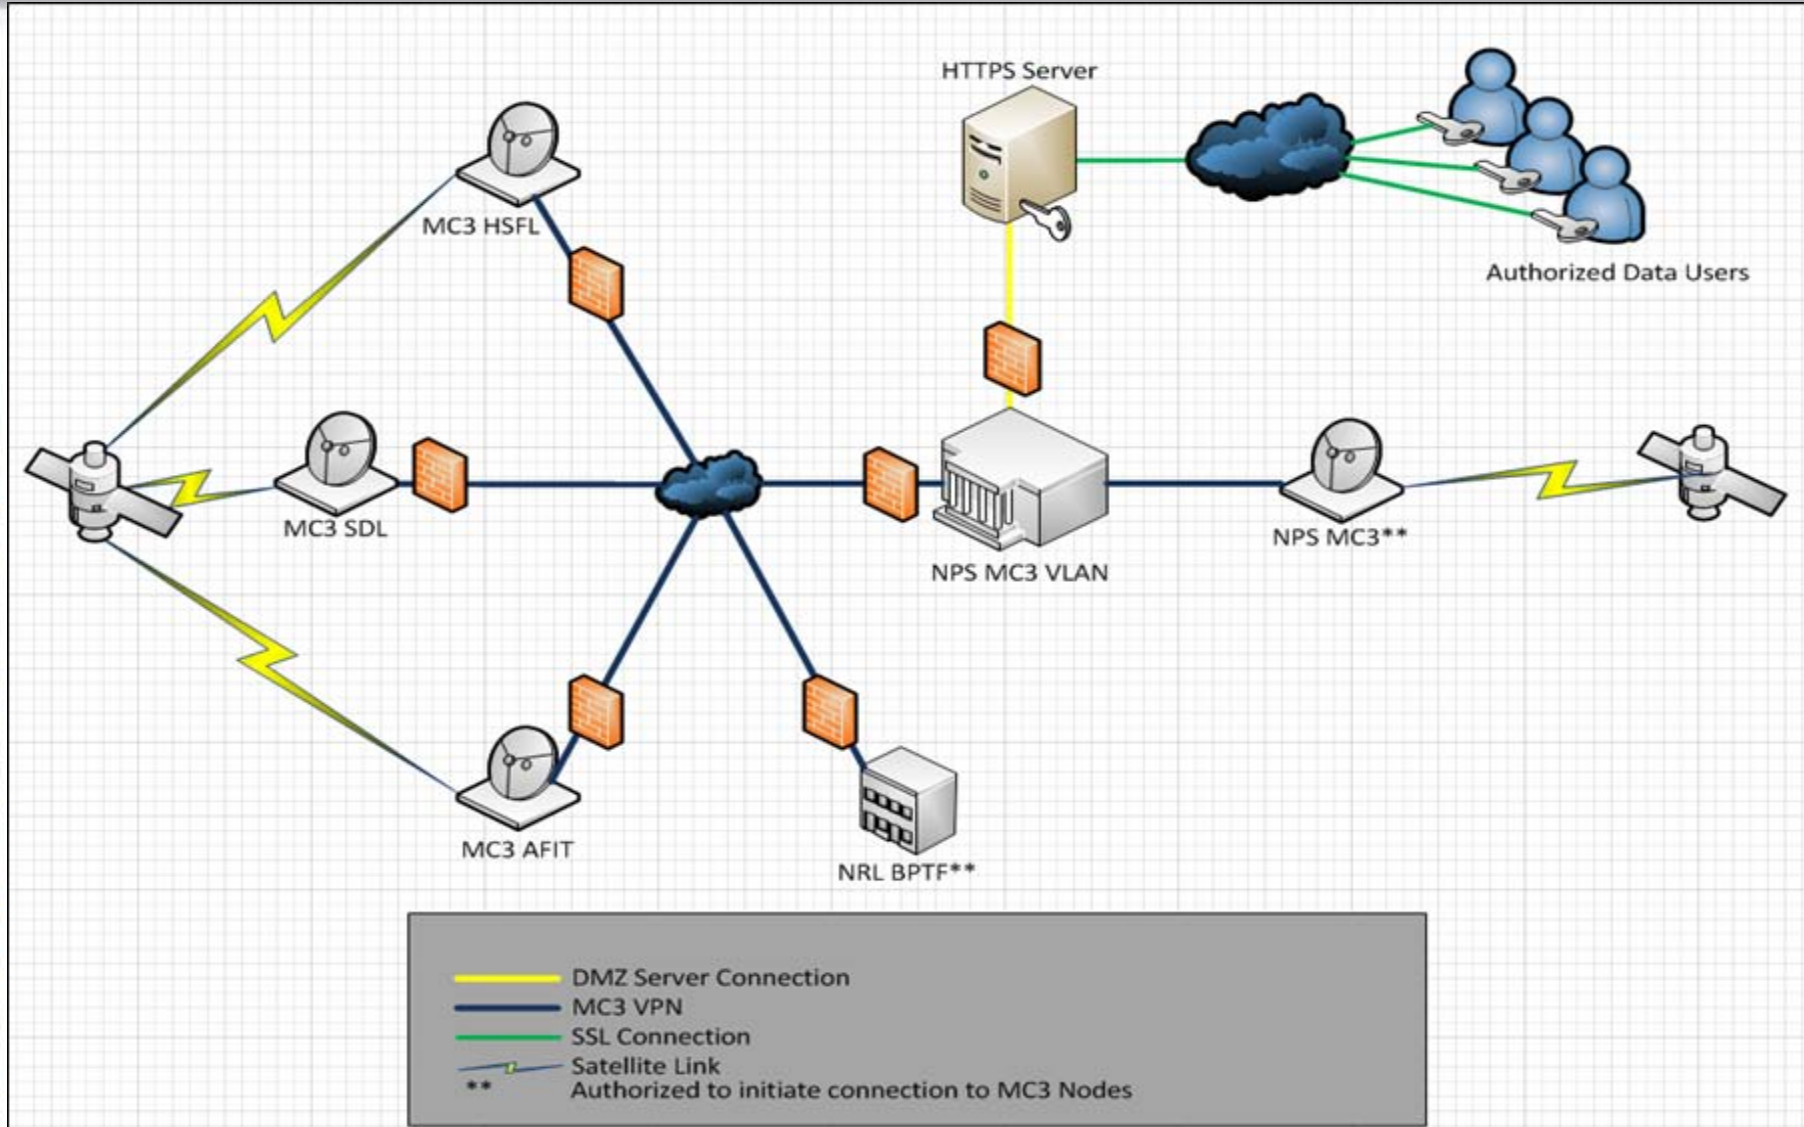 HTTPS Server
Authorized Data Users
MC3 HSFL
MC3 SDL
NPS MC3 VLAN
NPS MC3**
MC3 AFIT
NRL BPTF**
DMZ Server Connection
MC3 VPN
SSL Connection
Satellite Link
** Authorized to initiate connection to MC3 Nodes